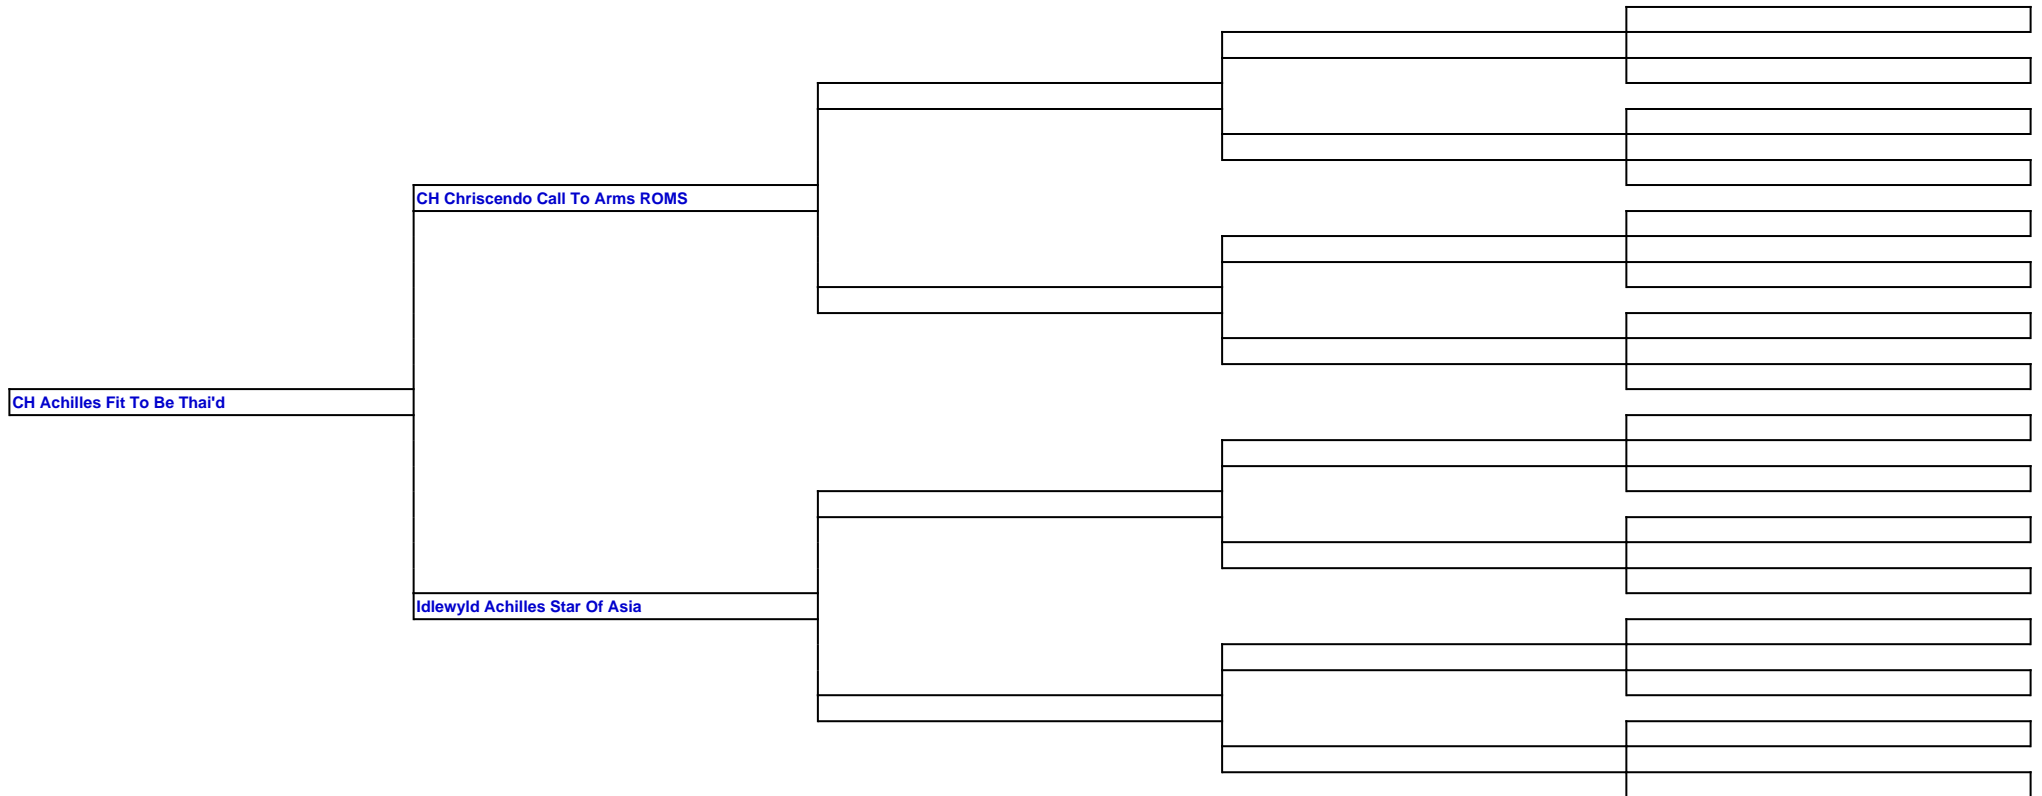 CH Chriscendo Call To Arms ROMS
CH Achilles Fit To Be Thai'd
Idlewyld Achilles Star Of Asia